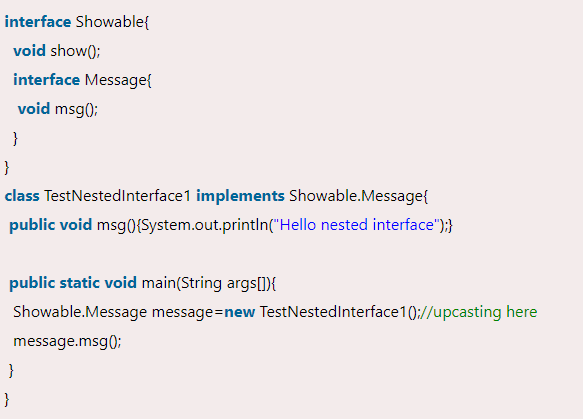 interface Showable{
void show();
interface Message{
void msg();
}
}
class TestNestedInterface1 implements Showable.Message{
public void msg(){System.out.println("Hello nested interface");}
public static void main(String args[]){
Showable.Message message=new TestNestedInterface1();//upcasting here
message.msg();
}
}